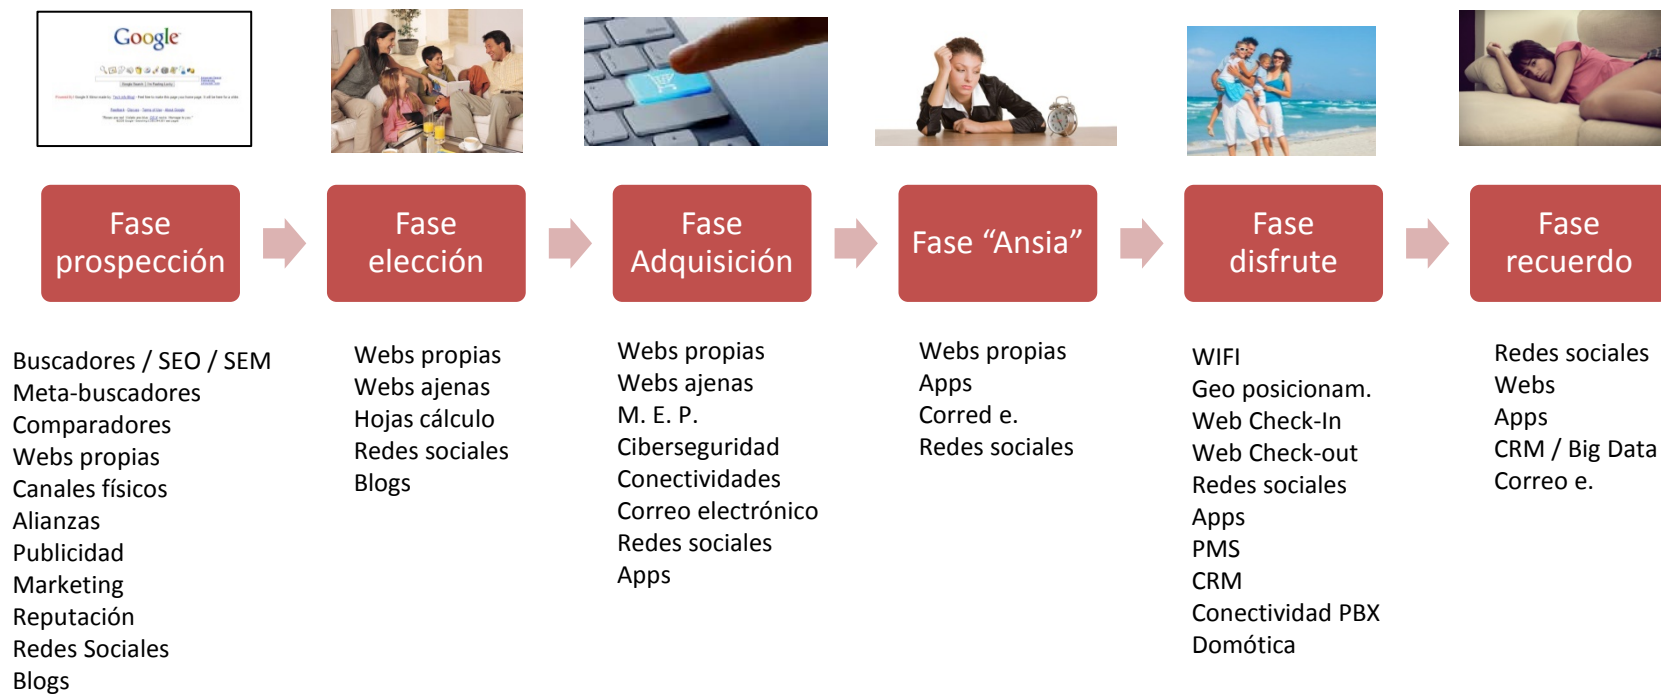 Google
Google Search
I'm Feeling Lucky
Fase
prospección
Fase
elección
Fase
Adquisición
Fase “Ansia”
Fase
disfrute
Fase
recuerdo
Buscadores / SEO / SEM
Meta-buscadores
Comparadores
Webs propias
Canales físicos
Alianzas
Publicidad
Marketing
Reputación
Redes Sociales
Blogs
Webs propias
Webs ajenas
Hojas cálculo
Redes sociales
Blogs
Webs propias
Webs ajenas
M. E. P.
Ciberseguridad
Conectividades
Correo electrónico
Redes sociales
Apps
Webs propias
Apps
Corred e.
Redes sociales
WIFI
Geo posicionam.
Web Check-In
Web Check-out
Redes sociales
Apps
PMS
CRM
Conectividad PBX
Domótica
Redes sociales
Webs
Apps
CRM / Big Data
Correo e.